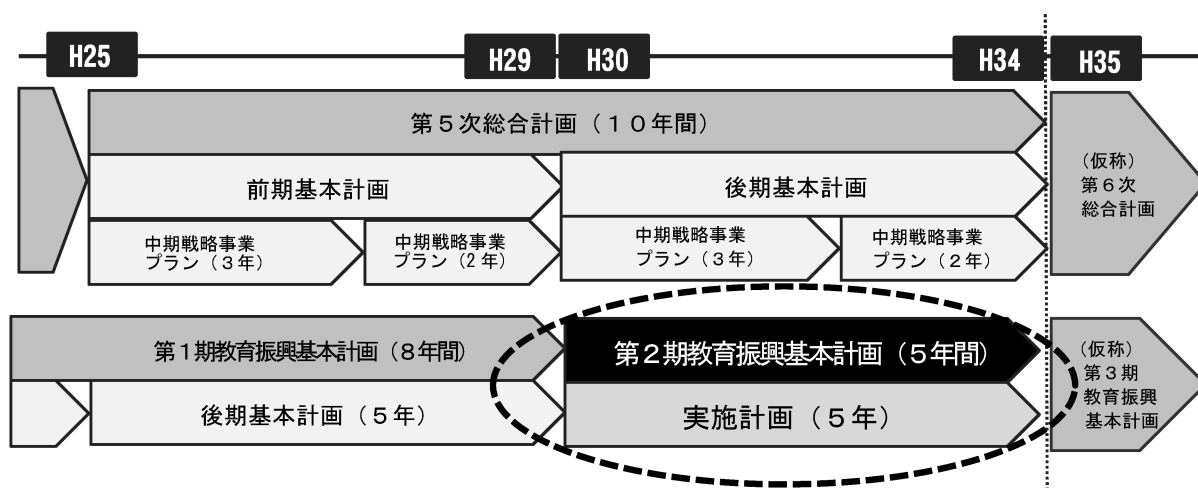 H25
H29
H30
H34
H35
第５次総合計画（１０年間）
前期基本計画
後期基本計画
中期戦略事業
プラン（３年）
中期戦略事業
プラン（2年）
中期戦略事業
プラン（３年）
中期戦略事業
プラン（２年）
（仮称）
第６次
総合計画
第１期教育振興基本計画（８年間）
第２期教育振興基本計画（５年間）
後期基本計画（５年）
実施計画（５年）
（仮称）
第３期
教育振興
基本計画